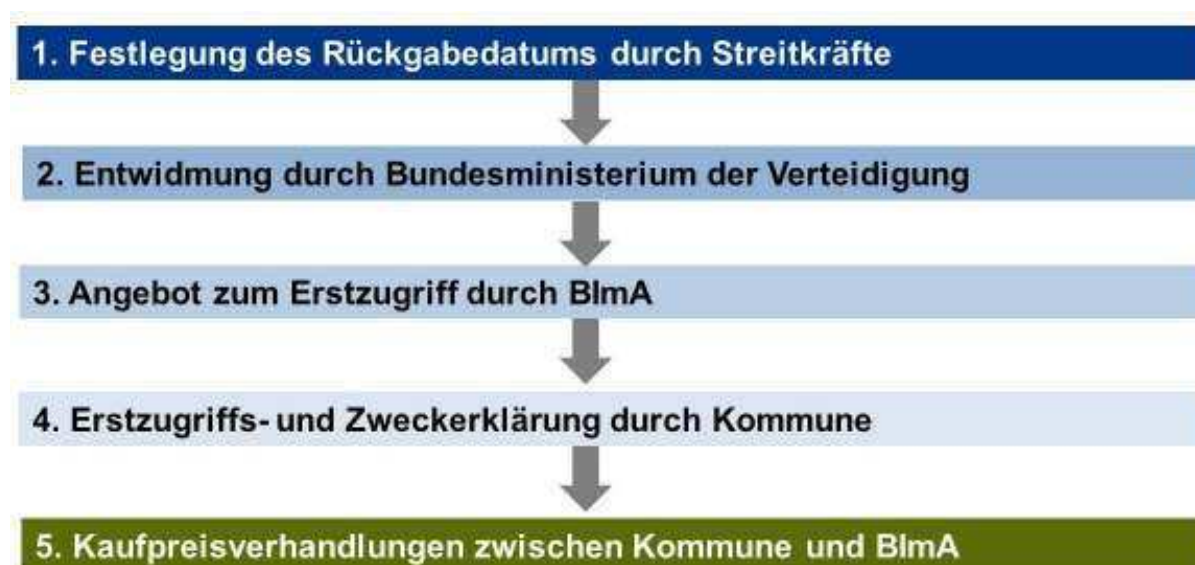 1. Festlegung des Rückgabedatums durch Streitkräfte
2. Entwidmung durch Bundesministerium der Verteidigung
3. Angebot zum Erstzugriff durch BImA
4. Erstzugriffs- und Zweckerklärung durch Kommune
5. Kaufpreisverhandlungen zwischen Kommune und BImA